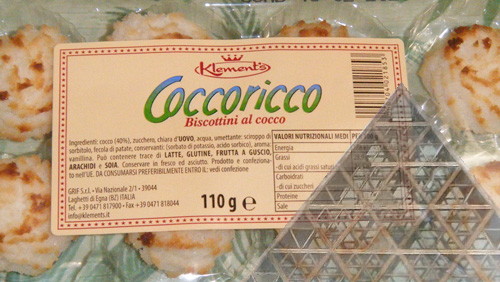 Klement's
Coccoricco
Biscottini al cocco
Ingredienti: cocco (40%), zucchero, chiara d'UOVO, acqua, umettante: sciroppo di
sorbitolo, fecola di patate, conservanti: (sorbato di potassio, acido sorbico), aroma;
vanillina. Può contenere trace di LATTE, GLUTINE, FRUTTA A GUSCIO,
ARACHIDI e SOIA. Conservare in fresco ed asciutto. Prodotto e confeziona-
to nell'UE. DA CONSUMARSI PREFERIBILMENTE ENTRO IL: vedi confezione
GRIF S.r.l. • Via Nazionale 2/1 • 39044
Laghetti di Egna (BZ) ITALIA
Tel. +39 0471 817900 • Fax +39 0471 818044
info@klements.it
110 g e
VALORI NUTRIZIONALI MEDI
Energia
Grassi
-di cui acidi grassi
Carboidrati
-di cui zuccheri
Proteine
Sale